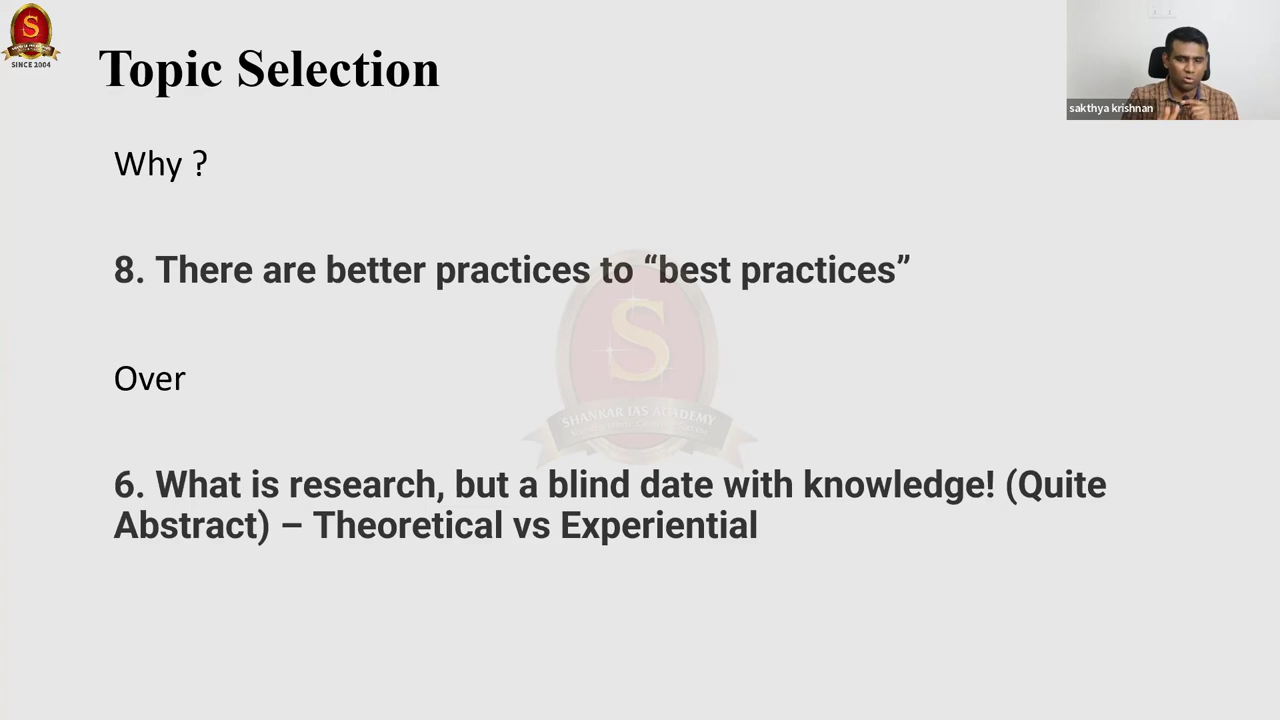 S
SINCE 2004
Topic Selection
sakthya krishnan
Why ?
8. There are better practices to “best practices”
S
Over
SHANKAR IAS ACADEMY
6. What is research, but a blind date with knowledge! (Quite
Abstract) – Theoretical vs Experiential